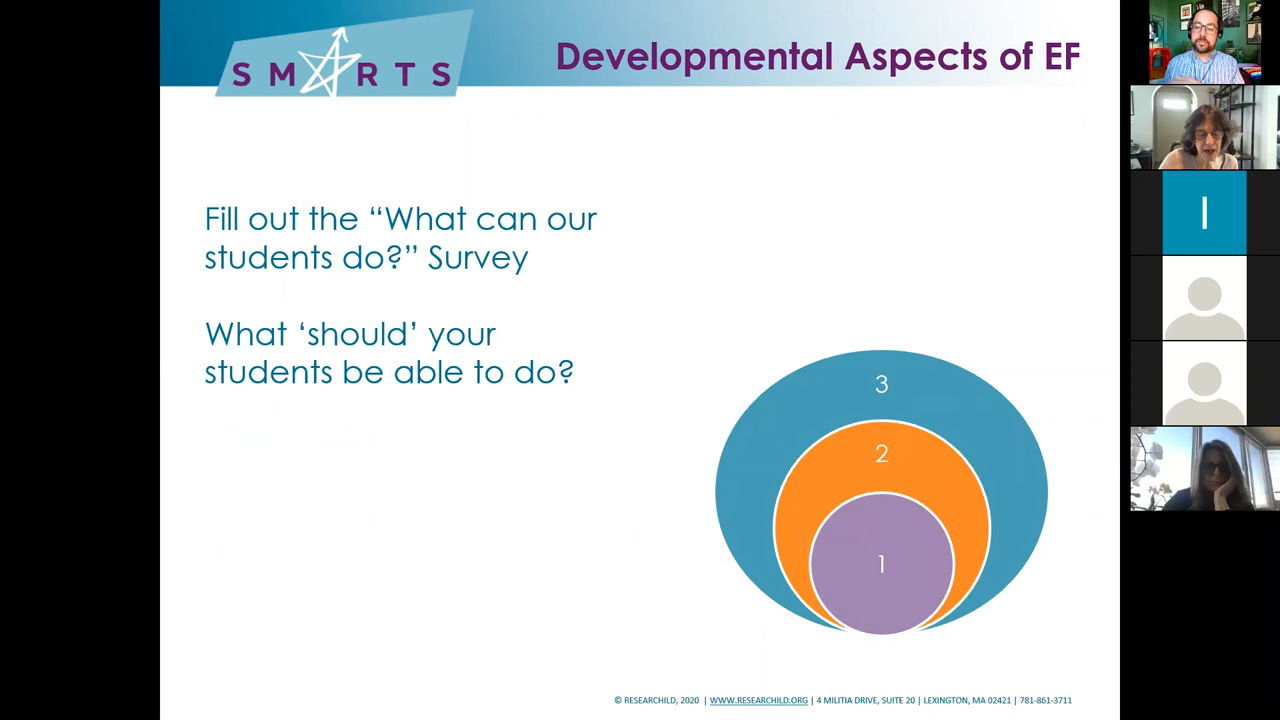 SMARTS
Developmental Aspects of EF
Fill out the “What can our
students do?” Survey
What ‘should’ your
students be able to do?
3
2
1
I
© RESEARCHILD, 2020 | WWW.RESEARCHILD.ORG | 4 MILITIA DRIVE, SUITE 20 | LEXINGTON, MA 02421 | 781-861-3711